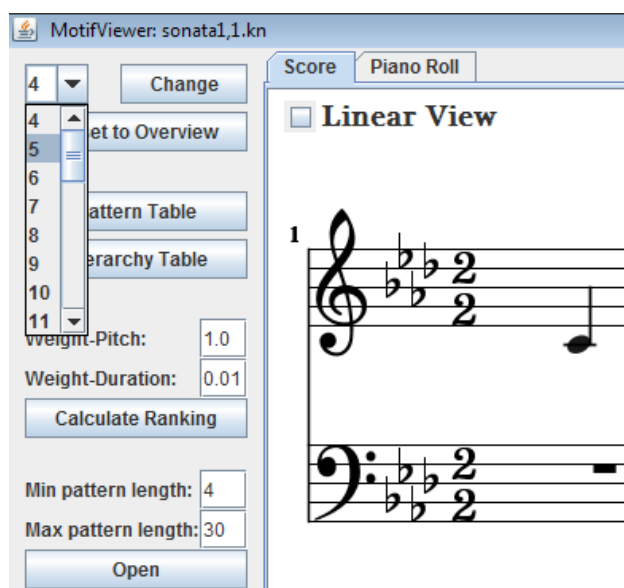 MotifViewer: sonata1,1.kn
4
Change
4
5
6
7
8
9
10
11
set to Overview
attern Table
erarchy Table
Weight-Pitch: 1.0
Weight-Duration: 0.01
Calculate Ranking
Min pattern length: 4
Max pattern length: 30
Open
Score Piano Roll
Linear View
1
2
2
2
2